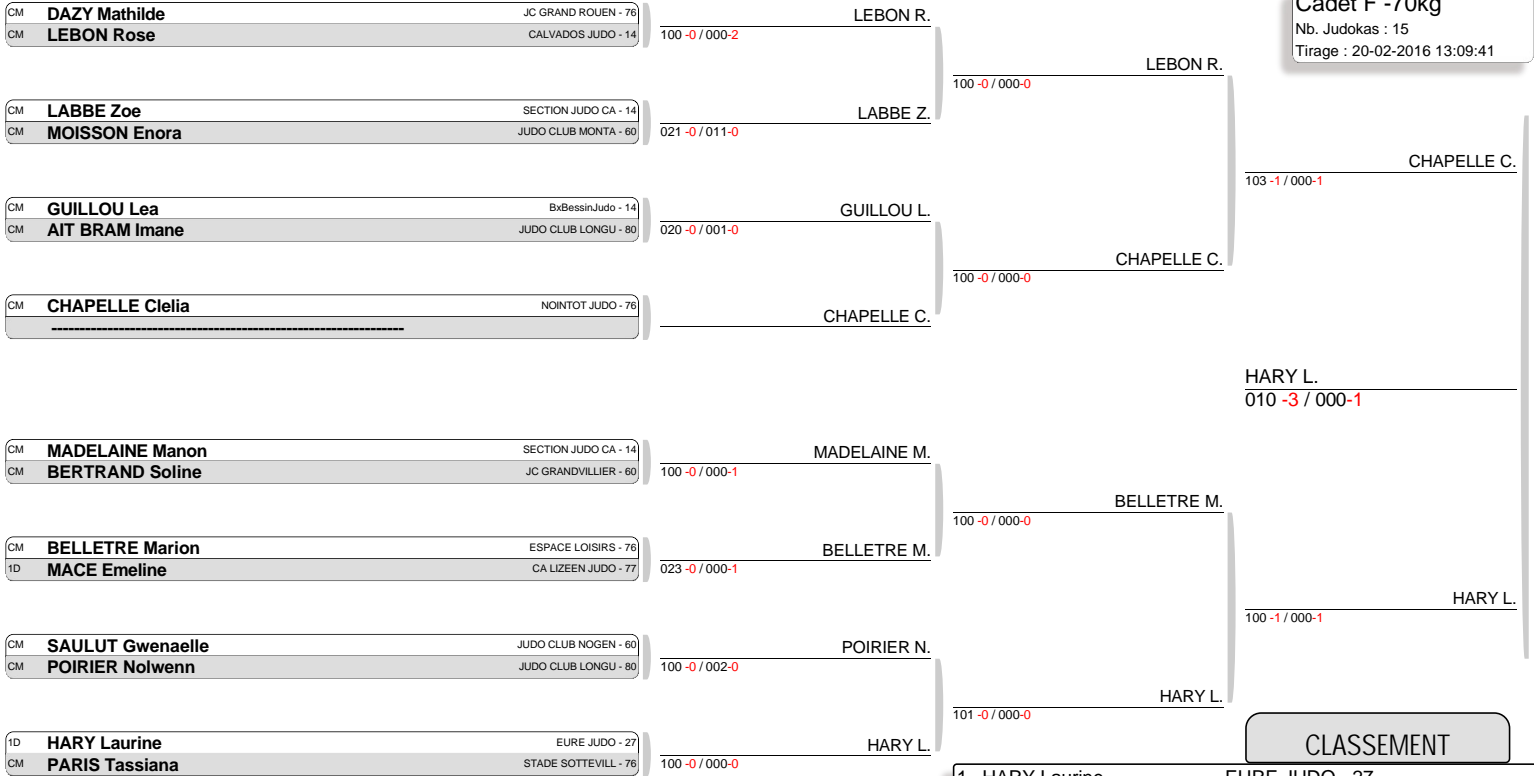 Cadet F -70kg
Nb. Judokas : 15
Tirage : 20-02-2016 13:09:41
CM DAZY Mathilde JC GRAND ROUEN - 76
CM LEBON Rose CALVADOS JUDO - 14
LEBON R.
100 -0 / 000-2
LEBON R.
100 -0 / 000-0
CM LABBE Zoe SECTION JUDO CA - 14
CM MOISSON Enora JUDO CLUB MONTA - 60
LABBE Z.
021 -0 / 011-0
CHAPELLE C.
103 -1 / 000-1
CM GUILLOU Lea BxBessinJudo - 14
CM AIT BRAM Imane JUDO CLUB LONGU - 80
GUILLOU L.
020 -0 / 001-0
CHAPELLE C.
100 -0 / 000-0
CM CHAPELLE Clelia NOINTOT JUDO - 76
----------------------------------------------------------------
CHAPELLE C.
HARY L.
010 -3 / 000-1
CM MADELAINE Manon SECTION JUDO CA - 14
CM BERTRAND Soline JC GRANDVILLIER - 60
MADELAINE M.
100 -0 / 000-1
BELLETRE M.
100 -0 / 000-0
CM BELLETRE Marion ESPACE LOISIRS - 76
1D MACE Emeline CA LIZEEN JUDO - 77
BELLETRE M.
023 -0 / 000-1
HARY L.
100 -1 / 000-1
CM SAULUT Gwenaelle JUDO CLUB NOGEN - 60
CM POIRIER Nolwenn JUDO CLUB LONGU - 80
POIRIER N.
100 -0 / 002-0
HARY L.
101 -0 / 000-0
1D HARY Laurine EURE JUDO - 27
CM PARIS Tassiana STADE SOTTEVILL - 76
HARY L.
100 -0 / 000-0
CLASSEMENT
1 HARY Laurine EURE JUDO - 27